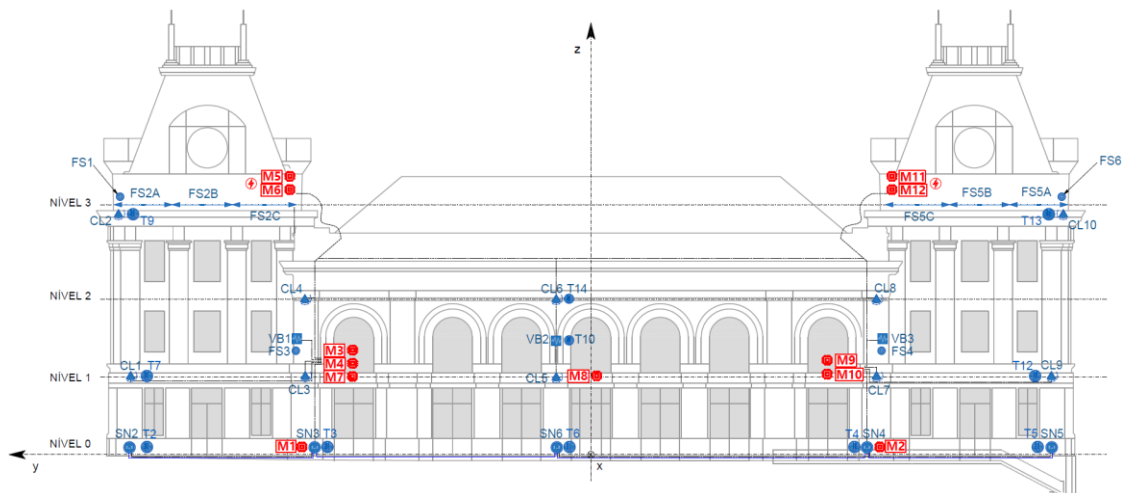 z
FS1
FS6
M5
M11
M6
M12
FS2A
FS2B
FS5B
FS5A
NÍVEL 3
FS2C
FS5C
CL2
T9
T13
CL10
NÍVEL 2
CL4
CL6
T14
CL8
VB1
VB2
T10
VB3
FS3
M3
FS4
M4
M9
CL1
T7
M7
M8
M10
T12
CL9
NÍVEL 1
CL3
CL5
CL7
NÍVEL 0
SN2
T2
M1
SN3
T3
SN6
T6
T4
SN4
M2
T5
SN5
y
x